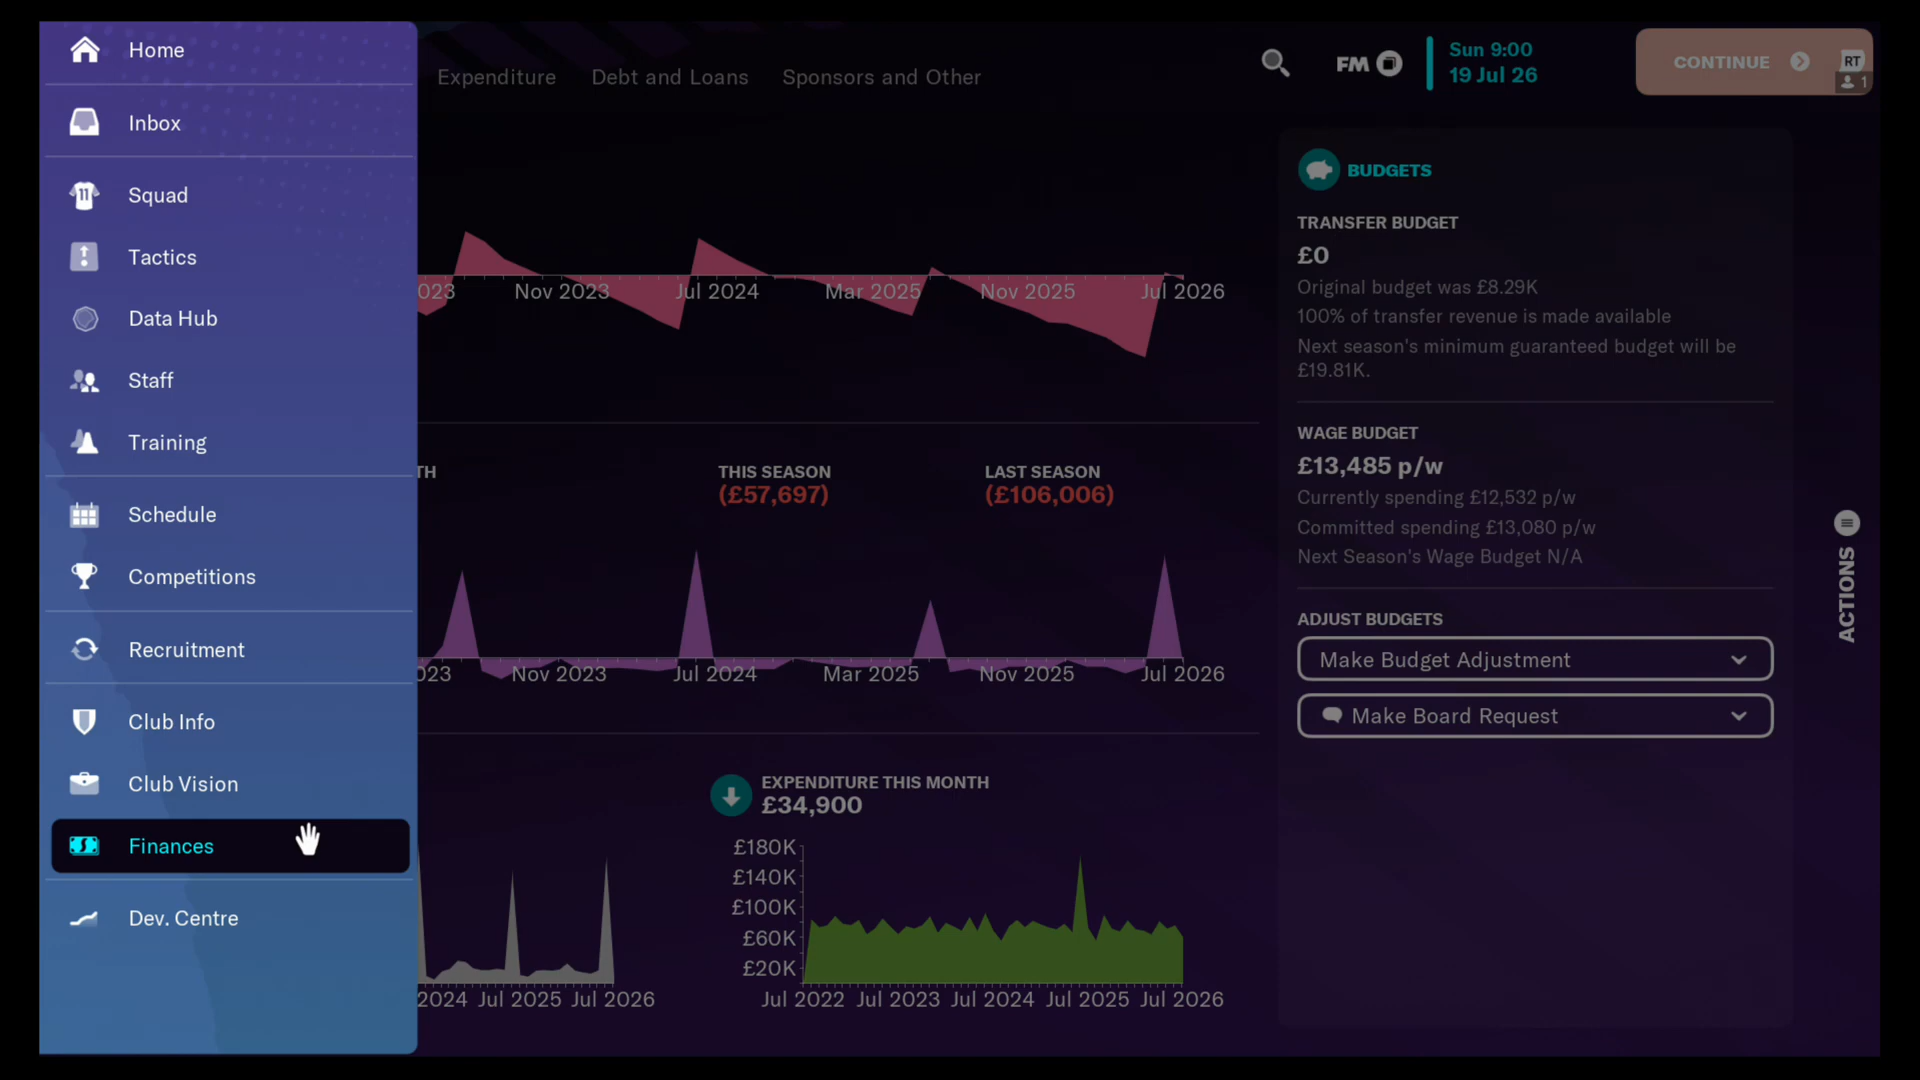 Home
Inbox
Squad
Tactics
Data Hub
Staff
Training
Schedule
Competitions
Recruitment
Club Info
Club Vision
Finances
Dev. Centre
Expenditure
Debt and Loans
Sponsors and Other
FM
Sun 9:00
19 Jul 26
CONTINUE
RT
1
023 Nov 2023 Jul 2024 Mar 2025 Nov 2025 Jul 2026
TH
THIS SEASON
(£57,697)
LAST SEASON
(£106,006)
023 Nov 2023 Jul 2024 Mar 2025 Nov 2025 Jul 2026
2024 Jul 2025 Jul 2026
EXPENDITURE THIS MONTH
£34,900
£180K
£140K
£100K
£60K
£20K
Jul 2022 Jul 2023 Jul 2024 Jul 2025 Jul 2026
BUDGETS
TRANSFER BUDGET
£0
Original budget was £8.29K
100% of transfer revenue is made available
Next season's minimum guaranteed budget will be
£19.81K.
WAGE BUDGET
£13,485 p/w
Currently spending £12,532 p/w
Committed spending £13,080 p/w
Next Season's Wage Budget N/A
ADJUST BUDGETS
Make Budget Adjustment
Make Board Request
ACTIONS